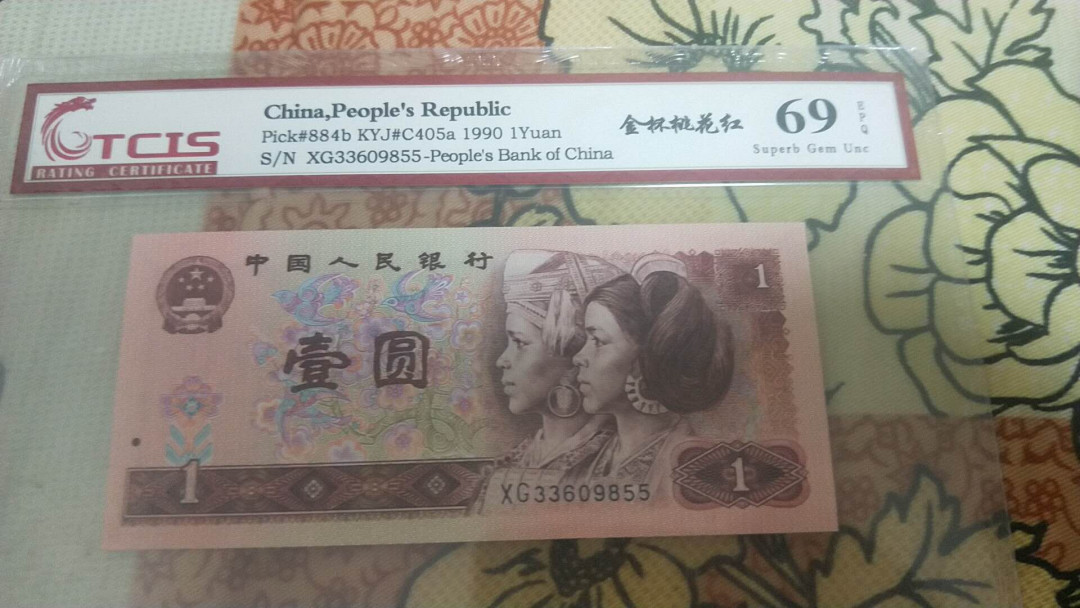 TCIS
RATING CERTIFICATE
China,People's Republic
Pick#884b KYJ#C405a 1990 1Yuan
S/N XG33609855-People's Bank of China
金杯桃花红
69
EPQ
Superb Gem Unc
中国人民银行
1
壹圆
1
XG33609855
1